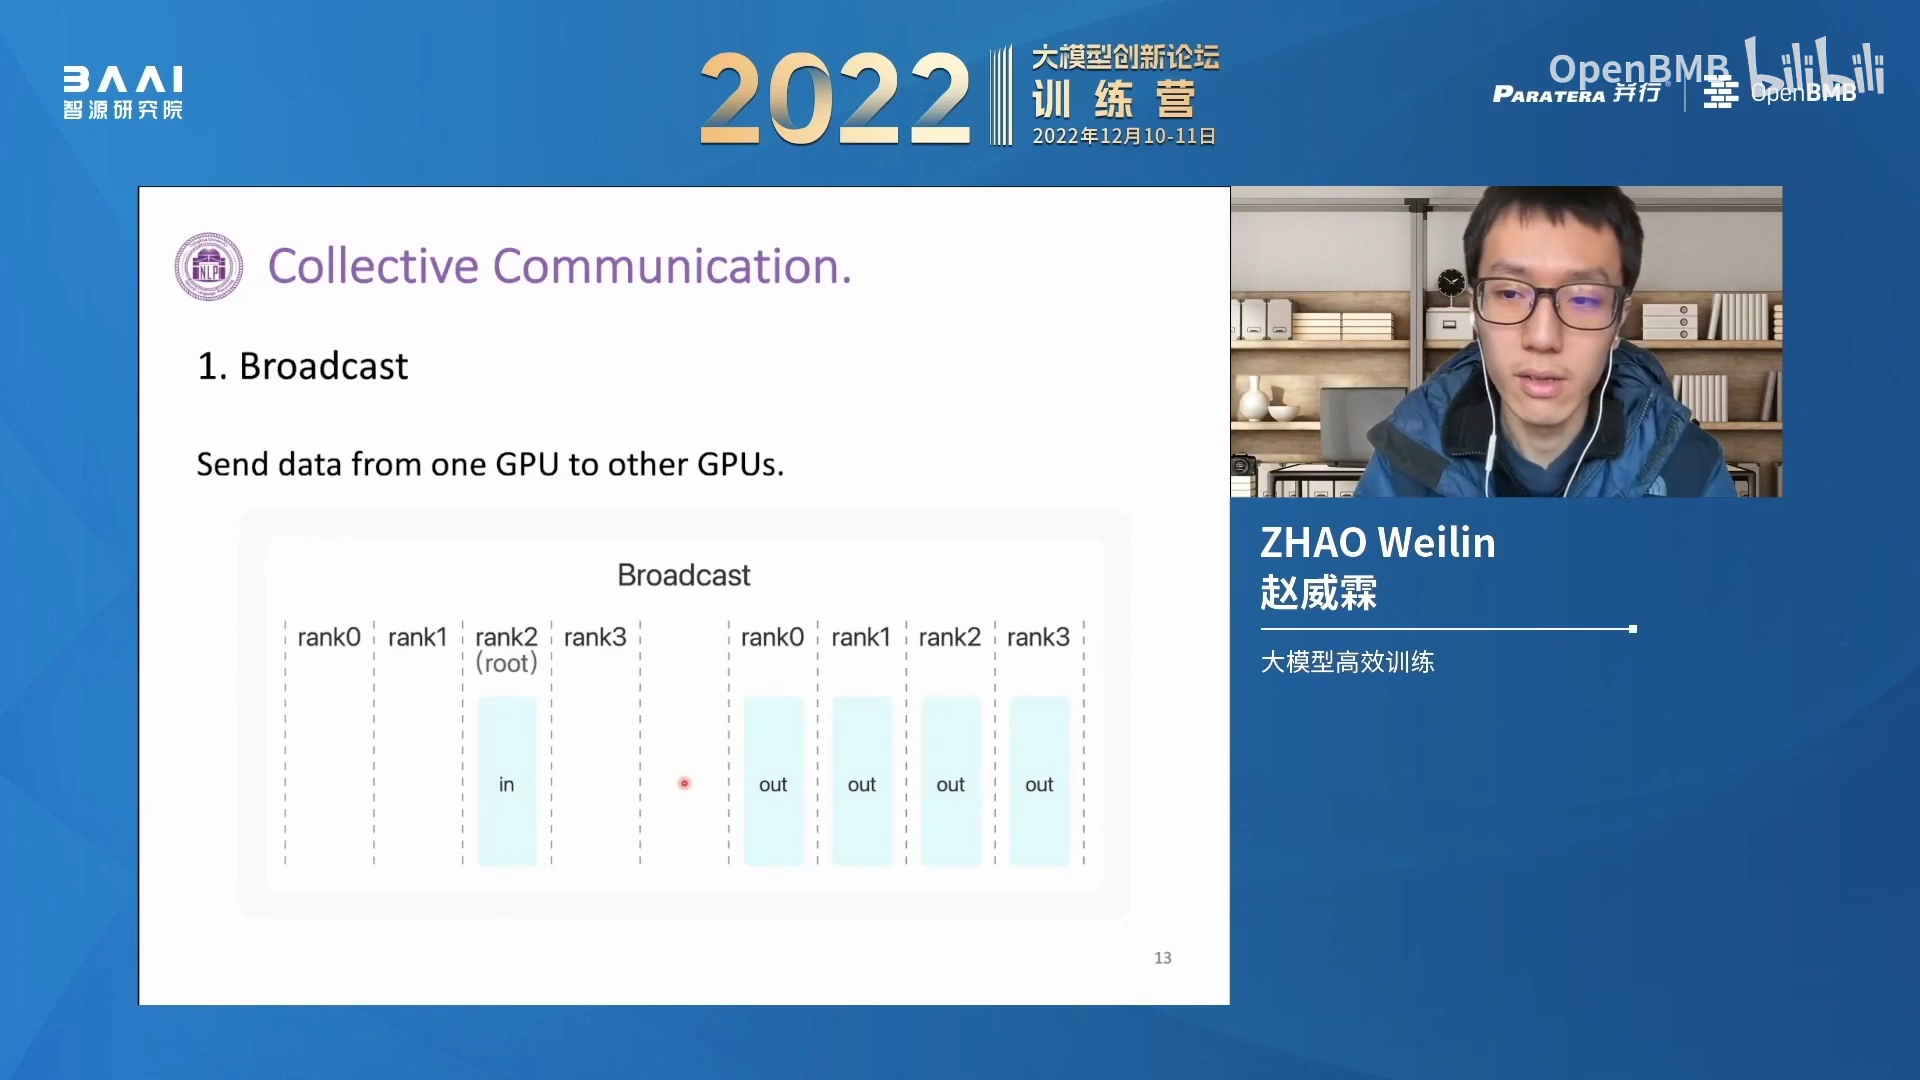 BAAI
智源研究院
2022
大模型创新论坛
训练营
2022年12月10-11日
OpenBMB
bilibili
PARATERA 并行
OpenBMB
NLP
Collective Communication.
1. Broadcast
Send data from one GPU to other GPUs.
Broadcast
rank0 rank1 rank2 rank3 rank0 rank1 rank2 rank3
(root)
in out out out out
13
ZHAO Weilin
赵威霖
大模型高效训练